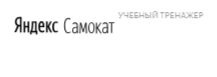 Яндекс Самокат
УЧЕБНЫЙ ТРЕНАЖЕР